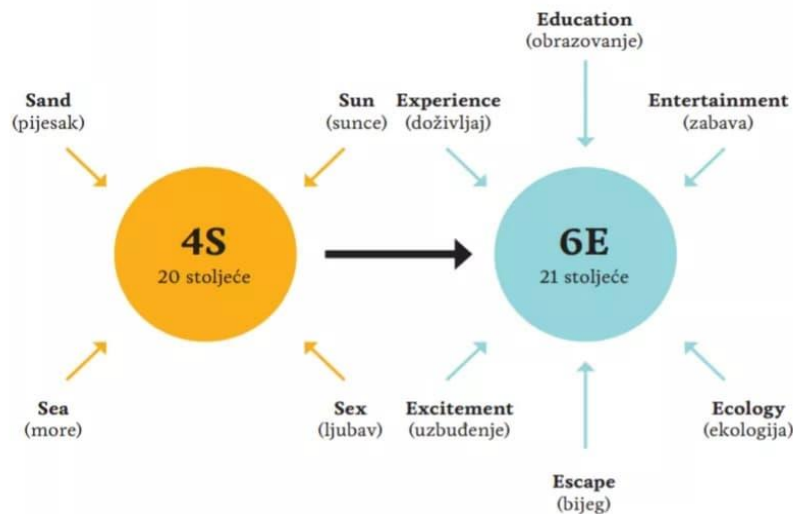 Education
(obrazovanje)
Sand
(pijesak)
Sun
(sunce)
Experience
(doživljaj)
Entertainment
(zabava)
4S
20 stoljeće
6E
21 stoljeće
Sea
(more)
Sex
(ljubav)
Excitement
(uzbuđenje)
Ecology
(ekologija)
Escape
(bijeg)